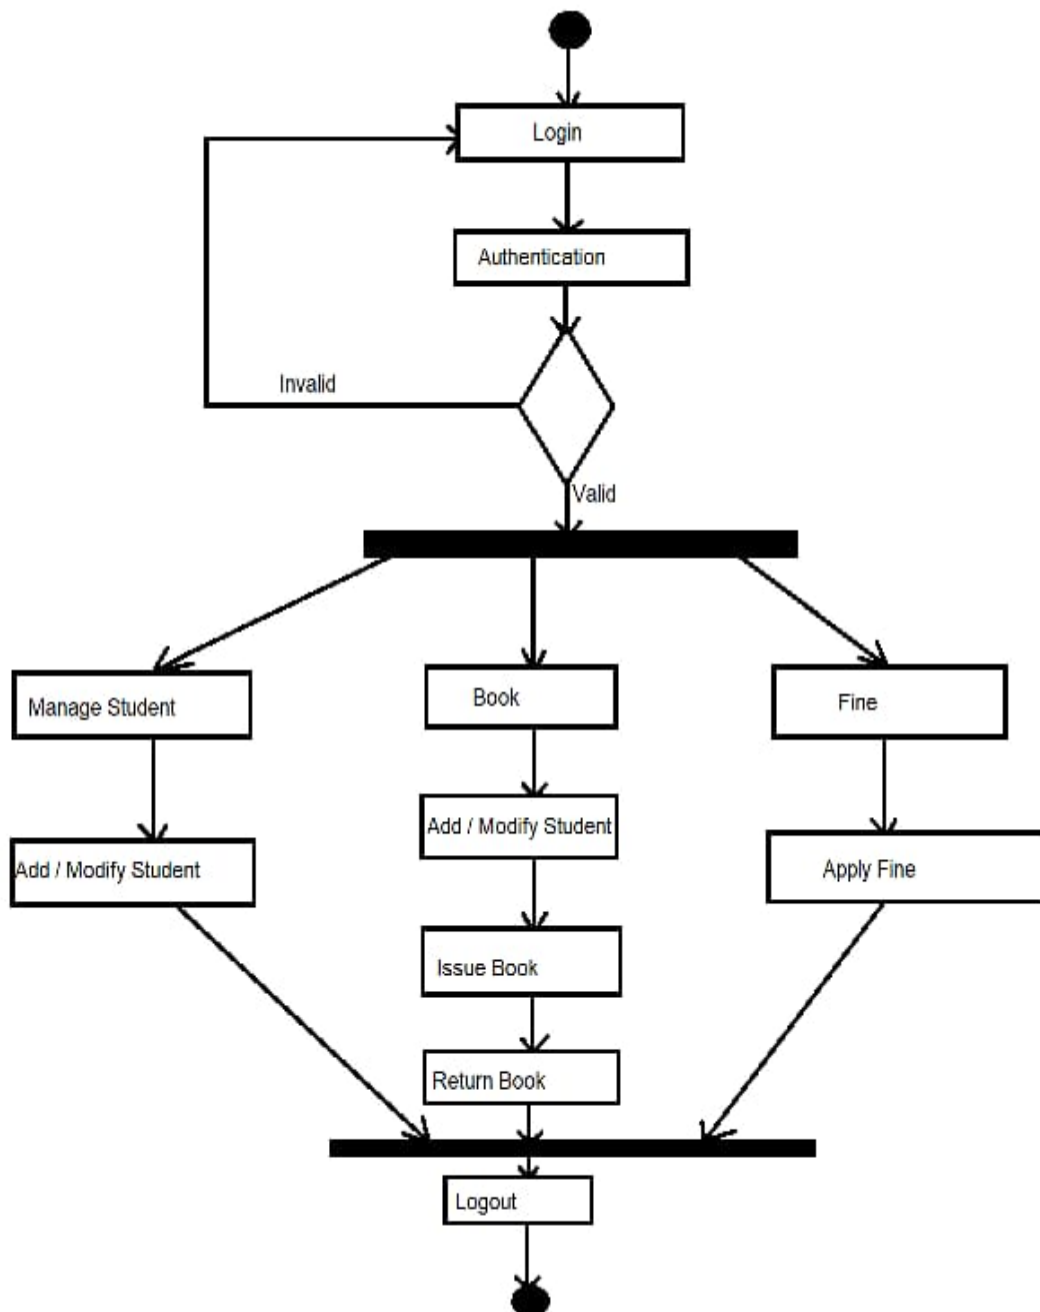 Login
Authentication
Invalid
Valid
Manage Student
Book
Fine
Add / Modify Student
Add / Modify Student
Apply Fine
Issue Book
Return Book
Logout